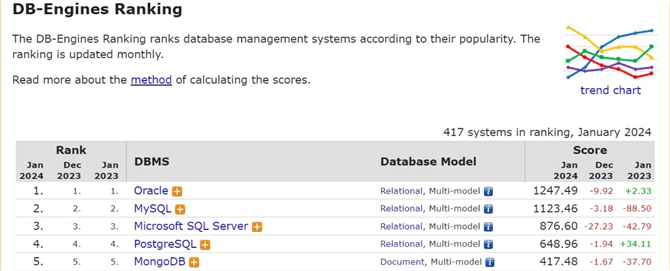 DB-Engines Ranking
The DB-Engines Ranking ranks database management systems according to their popularity. The
ranking is updated monthly.
Read more about the method of calculating the scores.
trend chart
417 systems in ranking, January 2024
Rank DBMS Database Model Score
Jan 2024 Dec 2023 Jan 2023 Jan 2024 Dec 2023 Jan 2023
1. 1. 1. Oracle + Relational, Multi-model i 1247.49 -9.92 +2.33
2. 2. 2. MySQL + Relational, Multi-model i 1123.46 -3.18 -88.50
3. 3. 3. Microsoft SQL Server + Relational, Multi-model i 876.60 -27.23 -42.79
4. 4. 4. PostgreSQL + Relational, Multi-model i 648.96 -1.94 +34.11
5. 5. 5. MongoDB + Document, Multi-model i 417.48 -1.67 -37.70